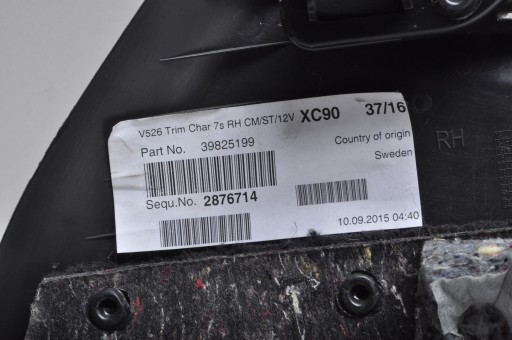 V526 Trim Char 7s RH CM/ST/12V XC90 37/16
Part No. 39825199
Country of origin
Sweden
Sequ.No. 2876714
10.09.2015 04:40
RH